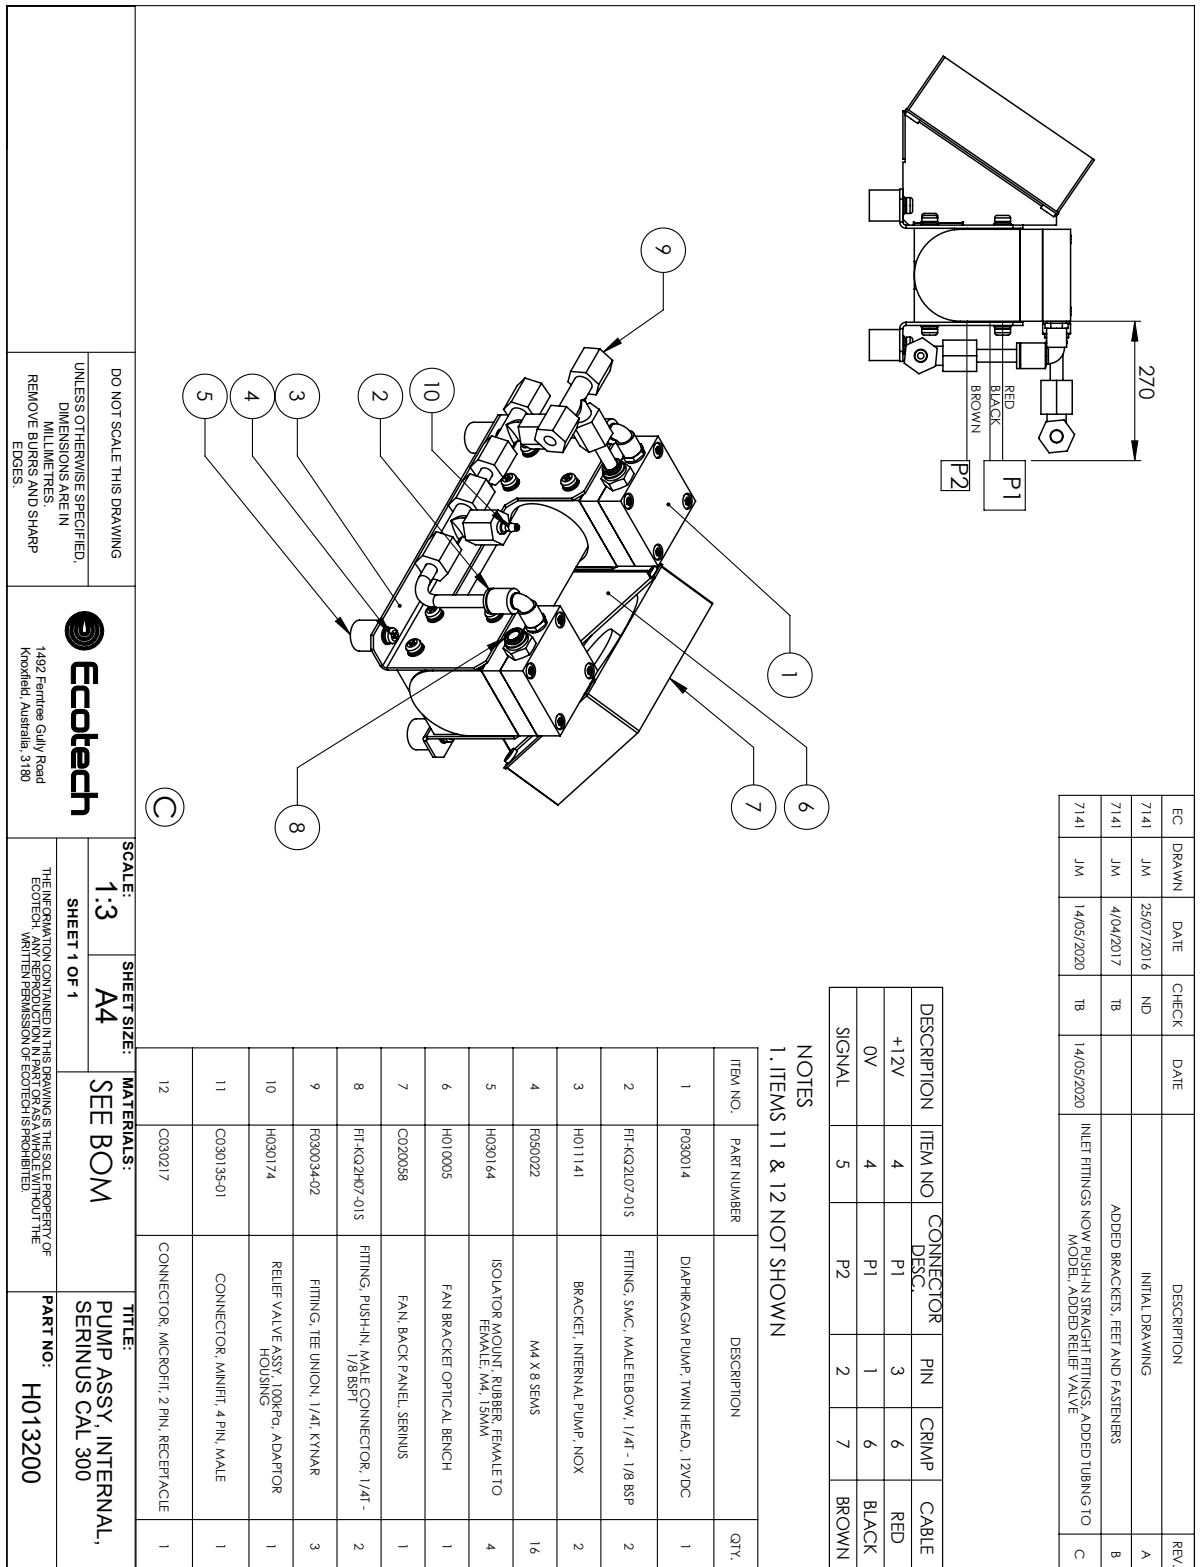 EC DRAWN DATE CHECK DATE DESCRIPTION REV.
7141 JM 25/07/2016 ND INITIAL DRAWING A
7141 JM 4/04/2017 TB ADDED BRACKETS, FEET AND FASTENERS B
7141 JM 14/05/2020 TB 14/05/2020 INLET FITTINGS NOW PUSH-IN STRAIGHT FITTINGS, ADDED TUBING TO
MODEL, ADDED RELIEF VALVE C
270
RED
BLACK
BROWN
P1
P2
DESCRIPTION ITEM NO CONNECTOR DESC. PIN CRIMP CABLE
+12V 4 P1 3 6 RED
0V 4 P1 1 6 BLACK
SIGNAL 5 P2 2 7 BROWN
NOTES
1. ITEMS 11 & 12 NOT SHOWN
1
6
7
9
10
2
3
4
5
8
C
ITEM NO. PART NUMBER DESCRIPTION QTY.
1 P030014 DIAPHRAGM PUMP, TWIN HEAD, 12VDC 1
2 FIT-KQ2L07-01S FITTING, SMC, MALE ELBOW, 1/4T - 1/8 BSP 2
3 H011141 BRACKET, INTERNAL PUMP, NOX 2
4 F050022 M4 X 8 SEMS 16
5 H030164 ISOLATOR MOUNT, RUBBER, FEMALE TO
FEMALE, M4, 15MM 4
6 H010005 FAN BRACKET OPTICAL BENCH 1
7 C020058 FAN, BACK PANEL, SERINUS 1
8 FIT-KQ2H07-01S FITTING, PUSH-IN, MALE CONNECTOR, 1/4T -
1/8 BSPT 2
9 F030034-02 FITTING, TEE UNION, 1/4T, KYNAR 3
10 H030174 RELIEF VALVE ASSY, 100kPa, ADAPTOR
HOUSING 1
11 C030135-01 CONNECTOR, MINIFIT, 4 PIN, MALE 1
12 C030217 CONNECTOR, MICROFIT, 2 PIN, RECEPTACLE 1
DO NOT SCALE THIS DRAWING
UNLESS OTHERWISE SPECIFIED,
DIMENSIONS ARE IN
MILLIMETRES.
REMOVE BURRS AND SHARP
EDGES.
Ecotech
1492 Ferntree Gully Road
Knoxfield, Australia, 3180
SCALE:
1:3
SHEET SIZE:
A4
SHEET 1 OF 1
MATERIALS:
SEE BOM
THE INFORMATION CONTAINED IN THIS DRAWING IS THE SOLE PROPERTY OF
ECOTECH. ANY REPRODUCTION IN PART OR AS A WHOLE WITHOUT THE
WRITTEN PERMISSION OF ECOTECH IS PROHIBITED.
TITLE:
PUMP ASSY, INTERNAL,
SERINUS CAL 300
PART NO:
H013200